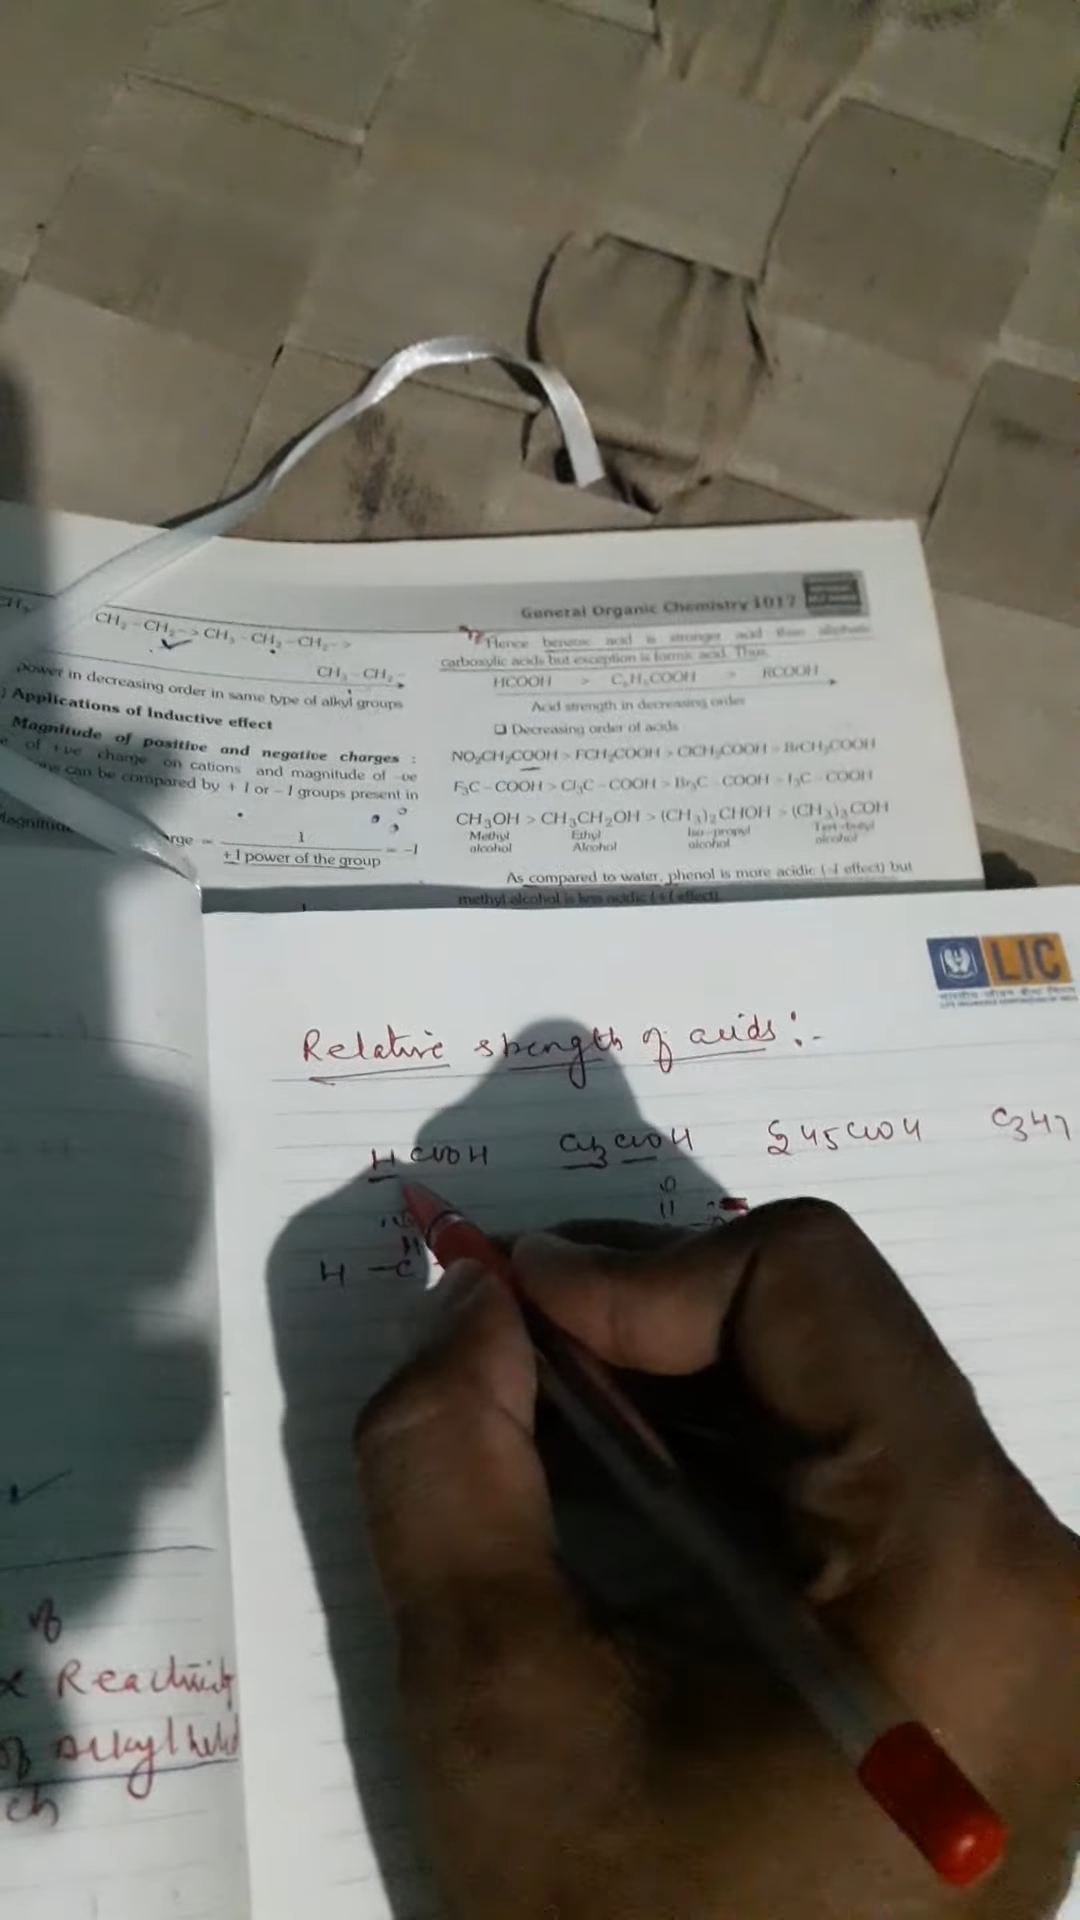 General Organic Chemistry 1017
CH₂-CH₂-> CH₃-CH₂-CH₂->
CH₃-CH₂-
power in decreasing order in same type of alkyl groups
Applications of Inductive effect
Magnitude of positive and negative charges :
of +ve charge on cations and magnitude of -ve
can be compared by + I or - I groups present in
1
= -I
+I power of the group
1
Hence benzoic acid is stronger acid than aliphatic
carboxylic acids but exception is formic acid. Thus,
HCOOH > C₆H₅COOH > RCOOH
Acid strength in decreasing order
❑ Decreasing order of acids
NO₂CH₂COOH > FCH₂COOH > ClCH₂COOH > BrCH₂COOH
F₃C-COOH > Cl₃C-COOH > Br₃C-COOH > I₃C-COOH
CH₃OH > CH₃CH₂OH > (CH₃)₂CHOH > (CH₃)₃COH
Methyl Ethyl Iso-propyl Tert-butyl
alcohol Alcohol alcohol alcohol
As compared to water, phenol is more acidic (-I effect) but
methyl alcohol is less acidic (+I effect)
LIC
Relative strength of acids :-
HCOOH CH₃COOH C₂H5COOH C3H7
O
H - C
Reactivity
of Alkyl